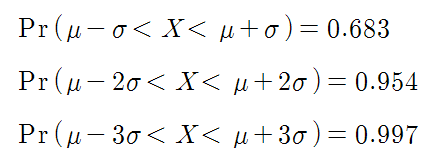 Pr(μ − σ < X < μ + σ) = 0.683
Pr(μ − 2σ < X < μ + 2σ) = 0.954
Pr(μ − 3σ < X < μ + 3σ) = 0.997